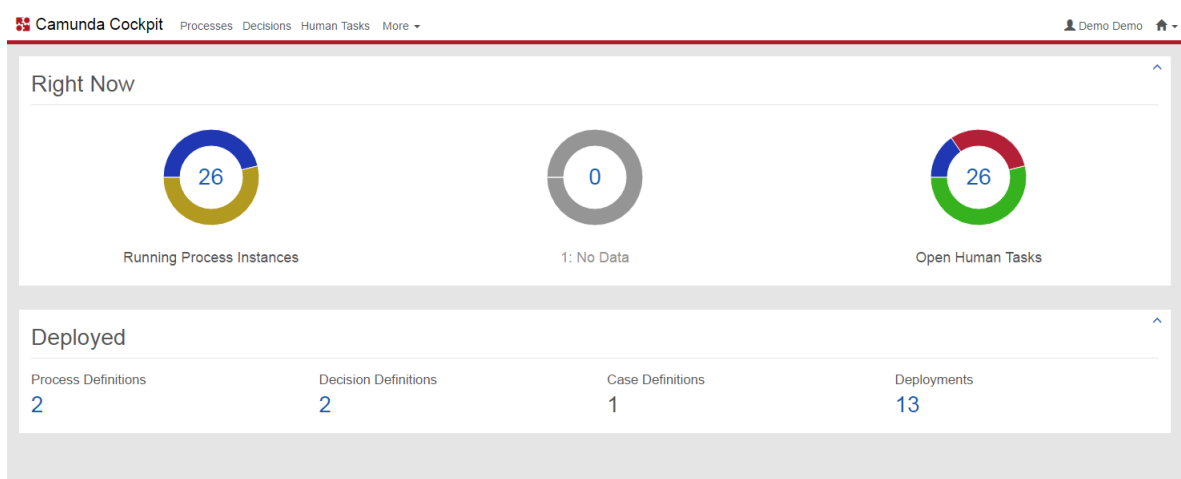 Camunda Cockpit Processes Decisions Human Tasks More Demo Demo
Right Now
26 0 26
Running Process Instances 1: No Data Open Human Tasks
Deployed
Process Definitions Decision Definitions Case Definitions Deployments
2 2 1 13